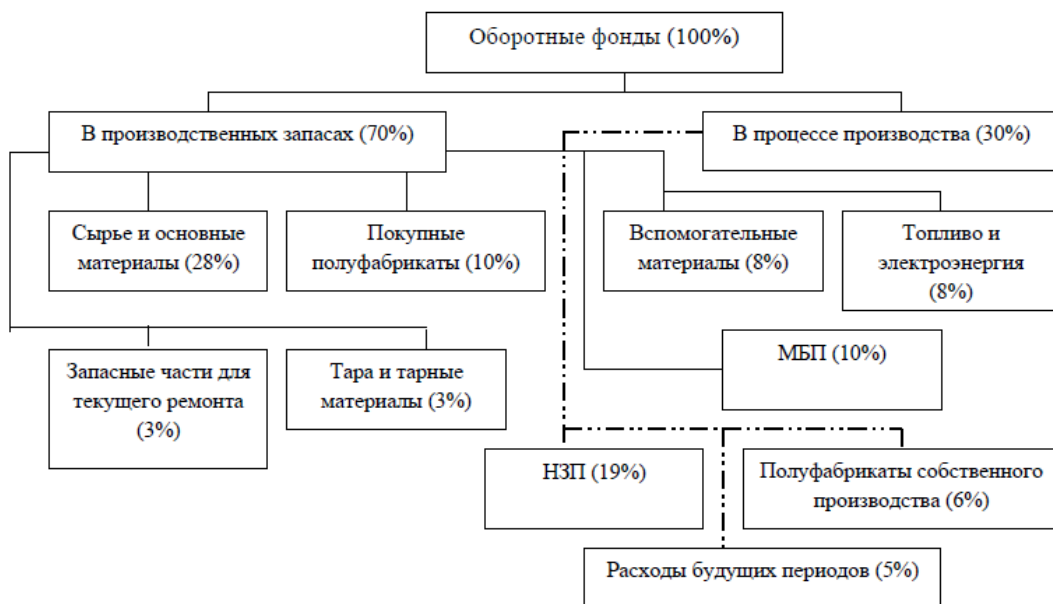 Оборотные фонды (100%)
В производственных запасах (70%)
В процессе производства (30%)
Сырье и основные
материалы (28%)
Покупные
полуфабрикаты (10%)
Вспомогательные
материалы (8%)
Топливо и
электроэнергия
(8%)
Запасные части для
текущего ремонта
(3%)
Тара и тарные
материалы (3%)
МБП (10%)
НЗП (19%)
Полуфабрикаты собственного
производства (6%)
Расходы будущих периодов (5%)